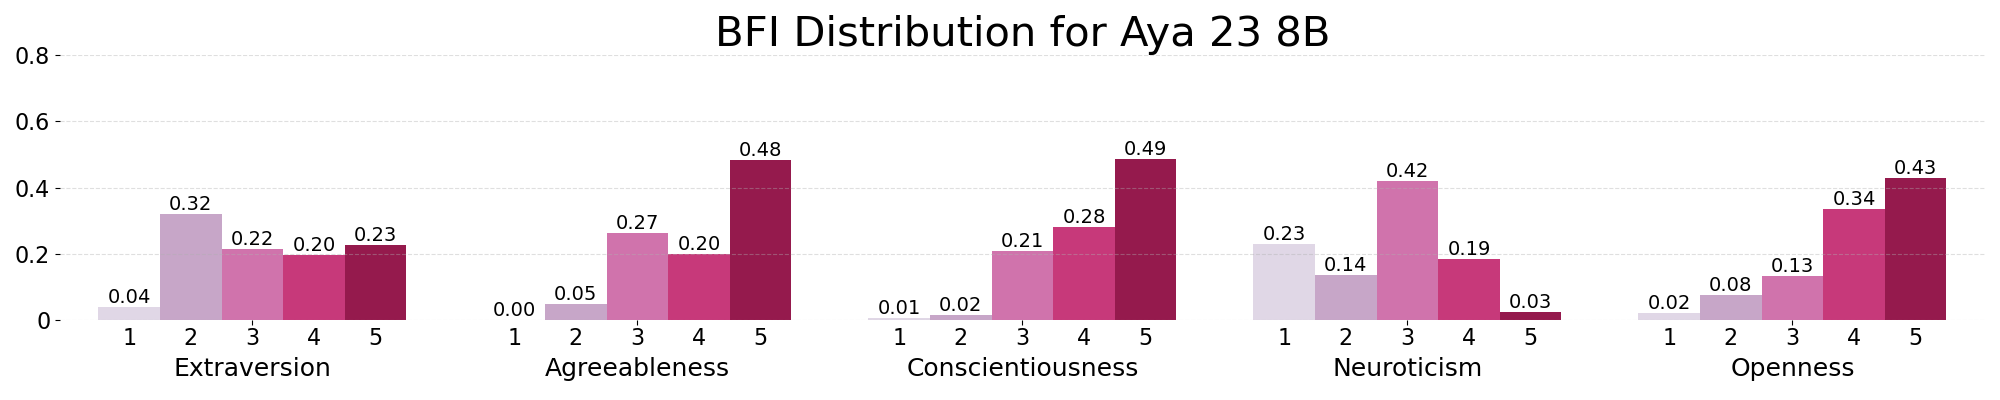 BFI Distribution for Aya 23 8B
0.8
0.6
0.4
0.2
0
0.04 0.32 0.22 0.20 0.23
0.00 0.05 0.27 0.20 0.48
0.01 0.02 0.21 0.28 0.49
0.23 0.14 0.42 0.19 0.03
0.02 0.08 0.13 0.34 0.43
1 2 3 4 5
Extraversion
1 2 3 4 5
Agreeableness
1 2 3 4 5
Conscientiousness
1 2 3 4 5
Neuroticism
1 2 3 4 5
Openness